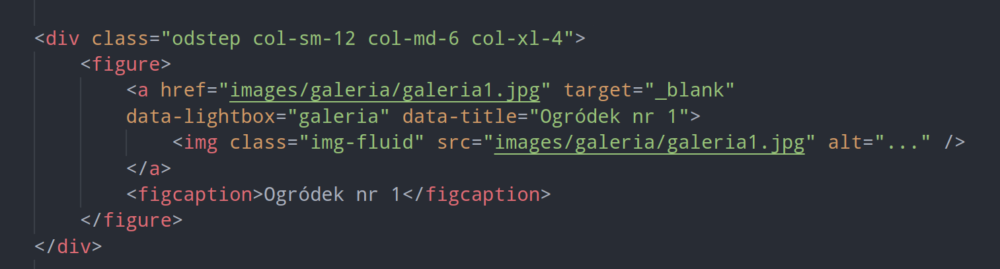 <div class="odstep col-sm-12 col-md-6 col-xl-4">
<figure>
<a href="images/galeria/galeria1.jpg" target="_blank"
data-lightbox="galeria" data-title="Ogródek nr 1">
<img class="img-fluid" src="images/galeria/galeria1.jpg" alt="..." />
</a>
<figcaption>Ogródek nr 1</figcaption>
</figure>
</div>